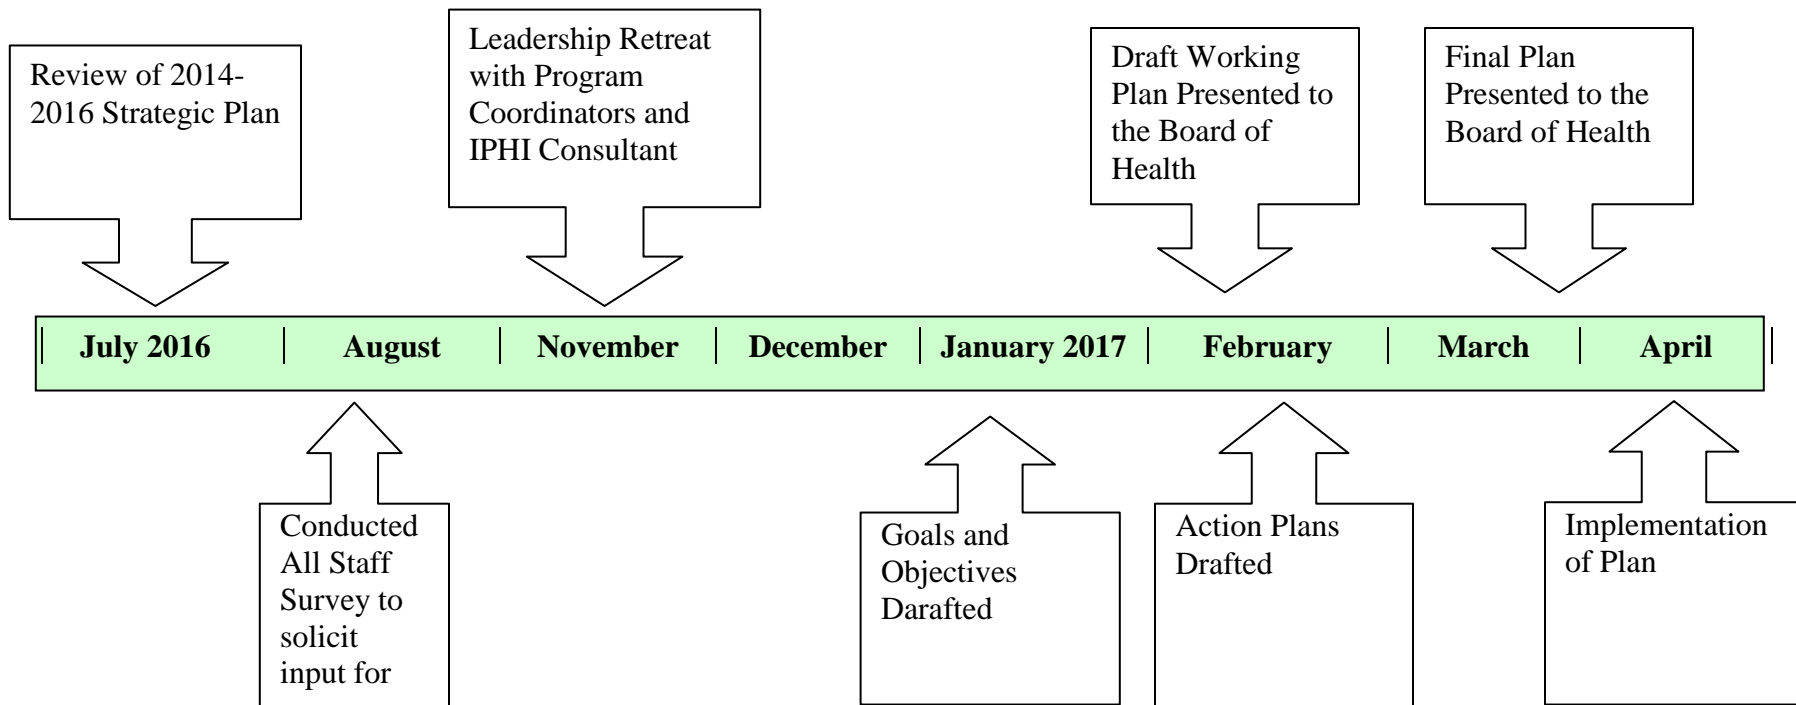 Review of 2014-
2016 Strategic Plan
Leadership Retreat
with Program
Coordinators and
IPHI Consultant
Draft Working
Plan Presented to
the Board of
Health
Final Plan
Presented to the
Board of Health
July 2016 August November December January 2017 February March April
Conducted
All Staff
Survey to
solicit
input for
Goals and
Objectives
Darafted
Action Plans
Drafted
Implementation
of Plan